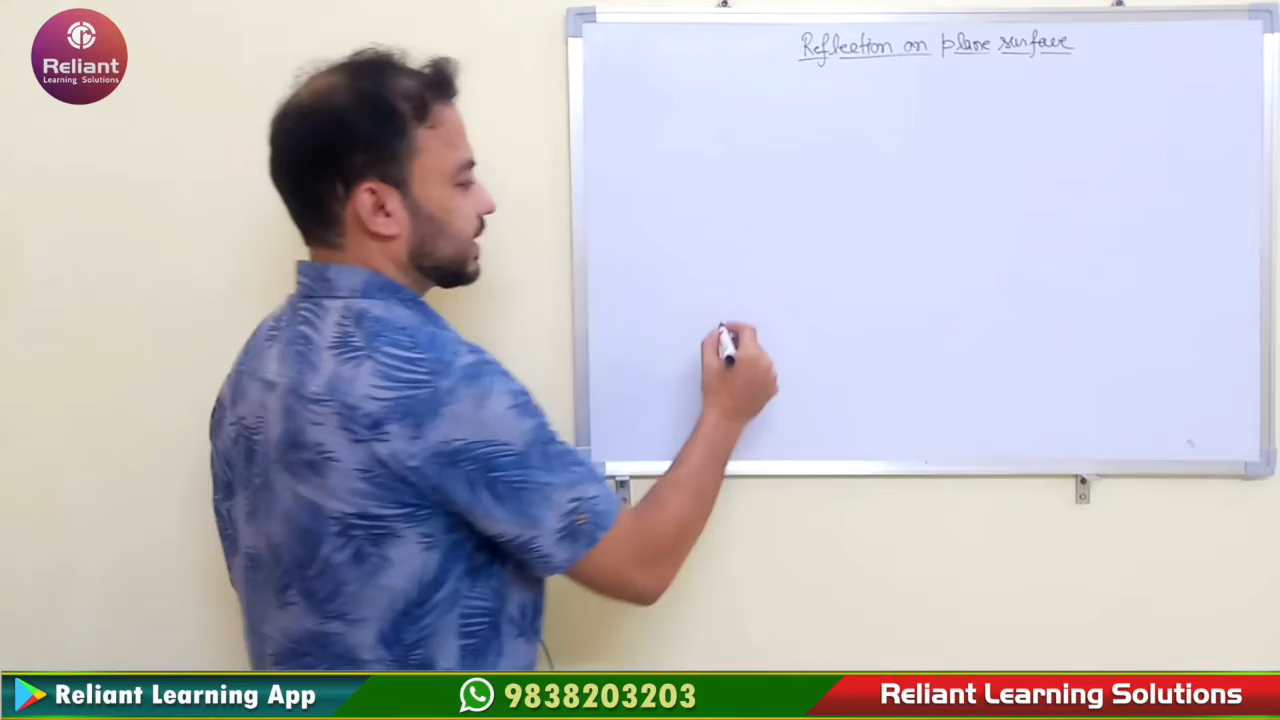 Reliant
Learning Solutions
Reflection on plane surface
Reliant Learning App
9838203203
Reliant Learning Solutions